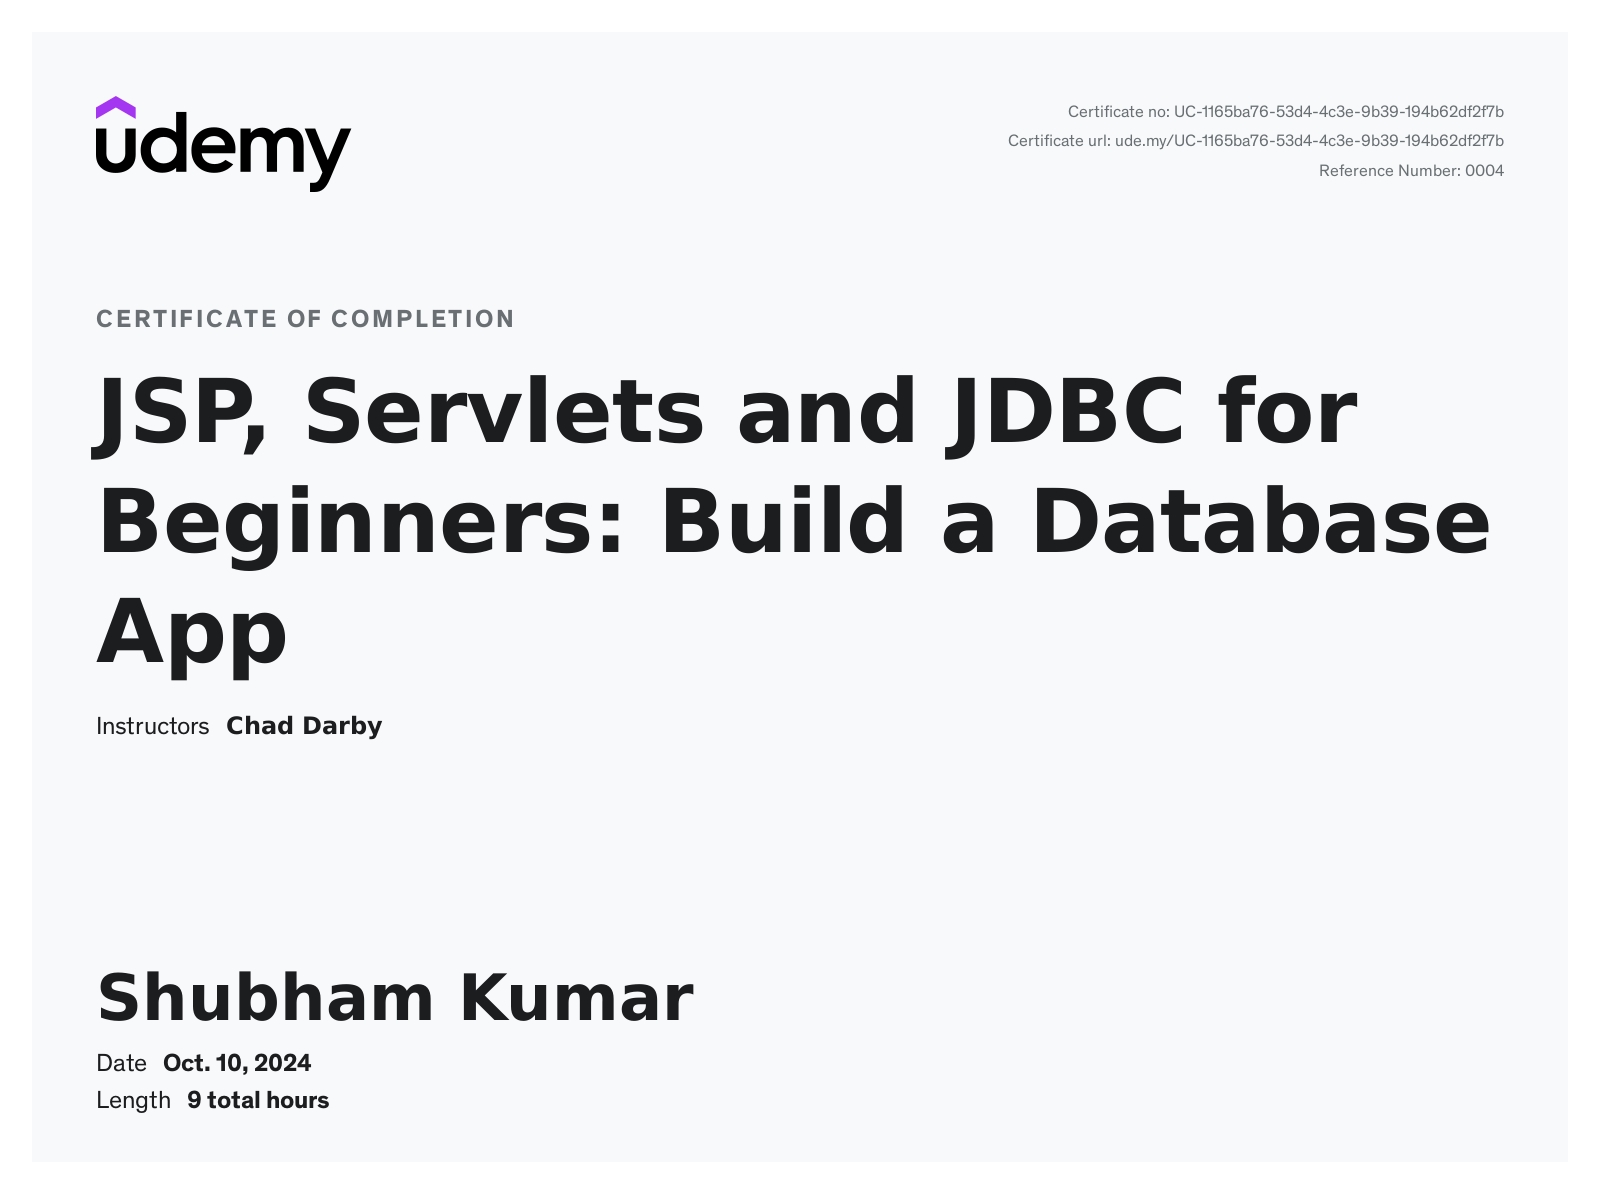 udemy
Certificate no: UC-1165ba76-53d4-4c3e-9b39-194b62df2f7b
Certificate url: ude.my/UC-1165ba76-53d4-4c3e-9b39-194b62df2f7b
Reference Number: 0004
CERTIFICATE OF COMPLETION
JSP, Servlets and JDBC for
Beginners: Build a Database
App
Instructors Chad Darby
Shubham Kumar
Date Oct. 10, 2024
Length 9 total hours